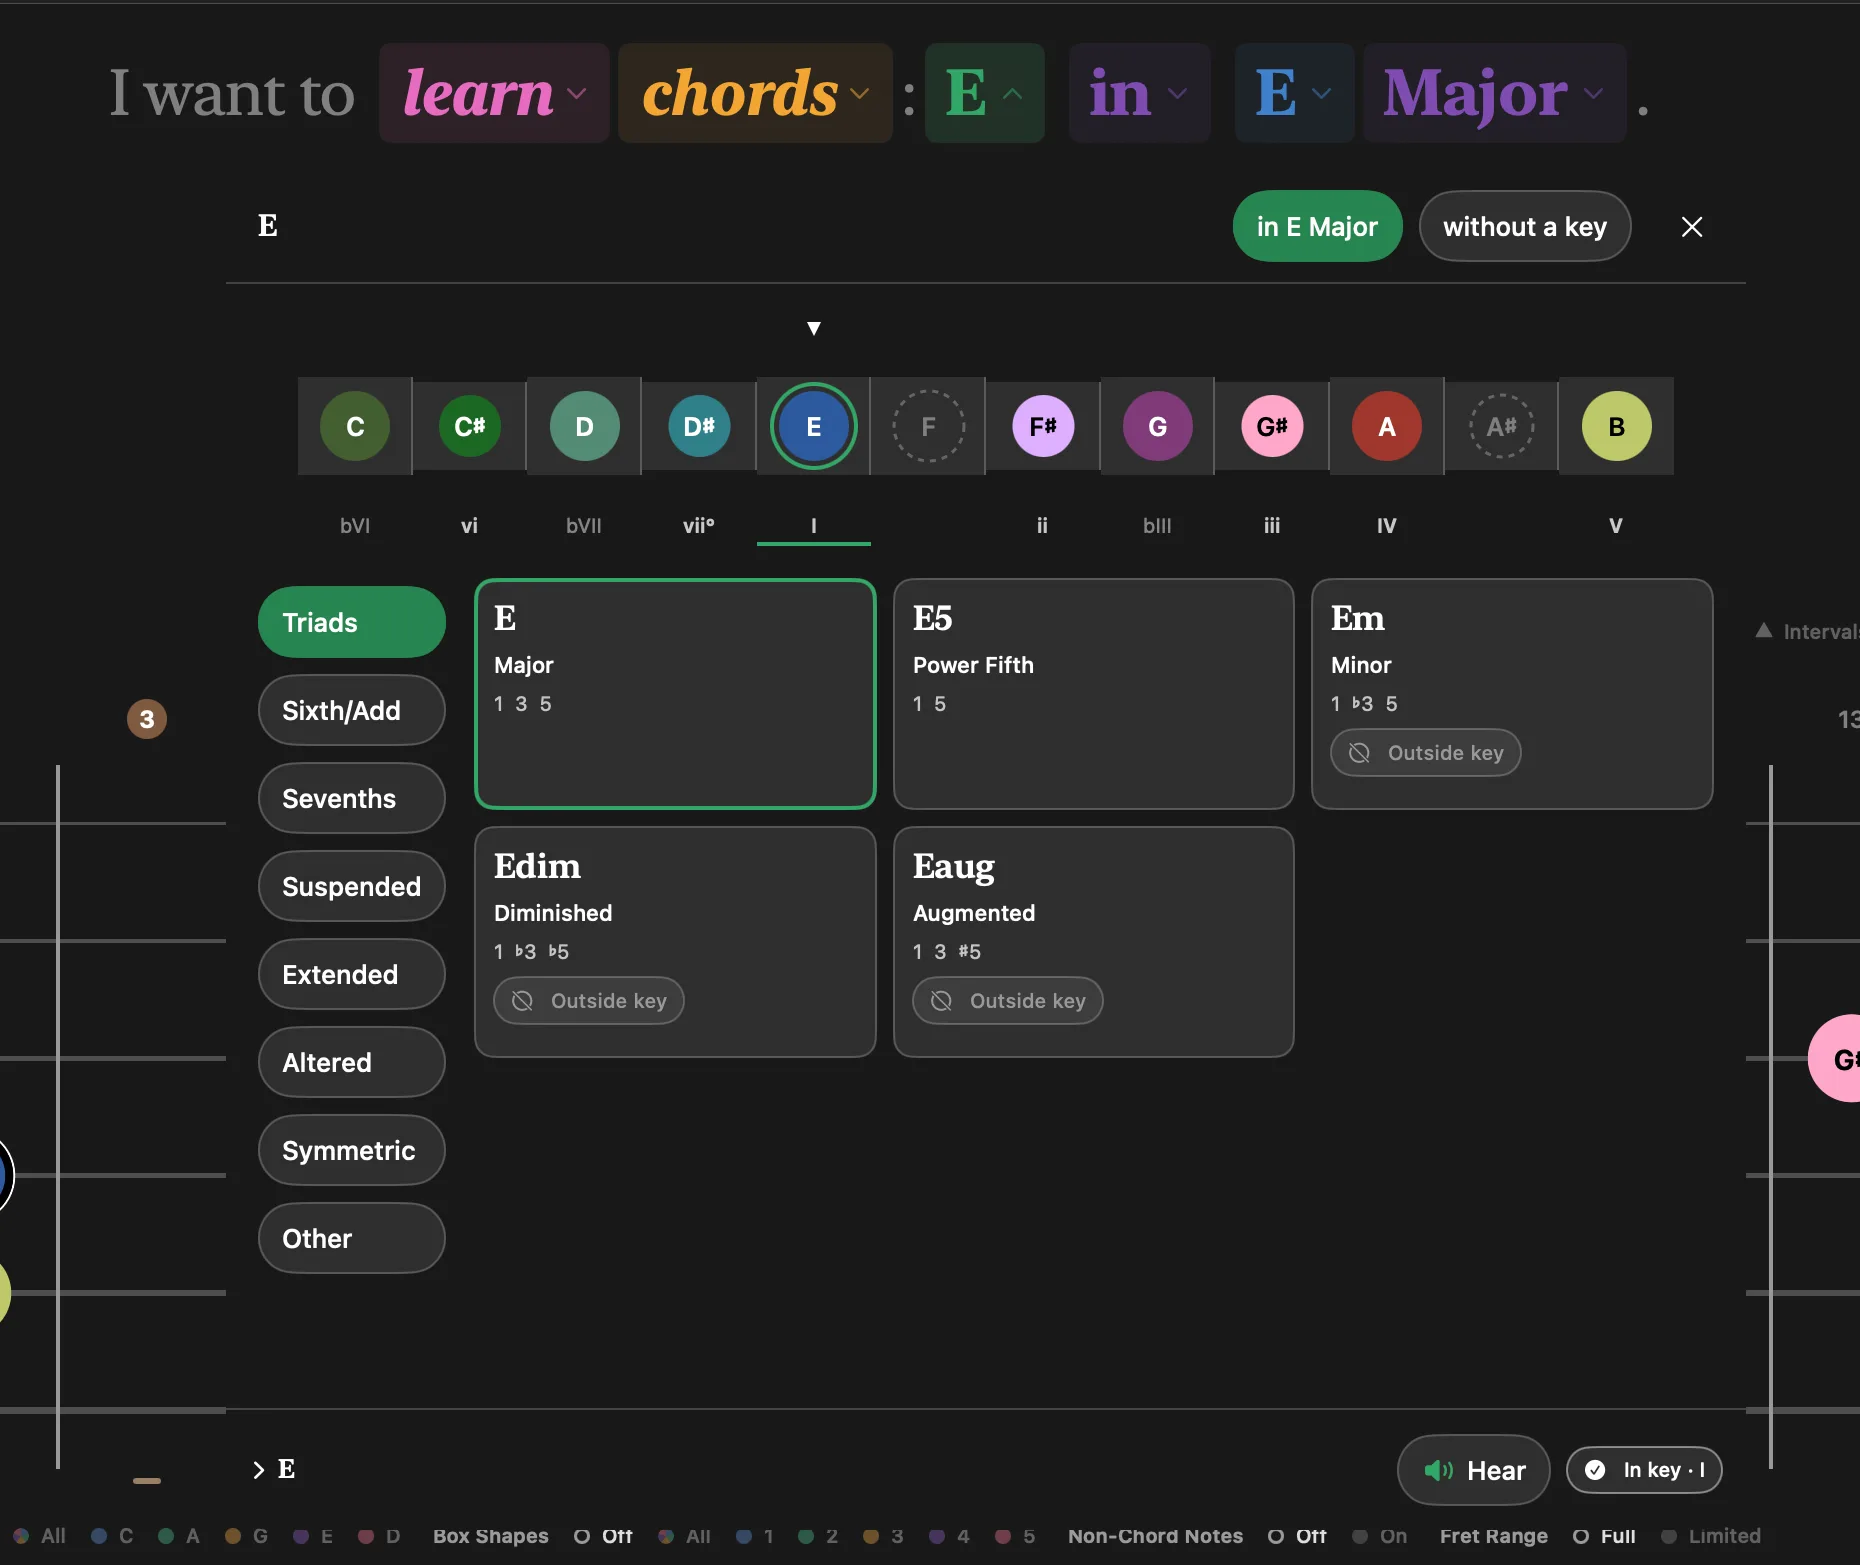 I want to learn chords : E in E Major .
E in E Major without a key
▼
C C# D D# E F F# G G# A A# B
bVI vi bVII vii° I ii bIII iii IV V
Triads
Sixth/Add
Sevenths
Suspended
Extended
Altered
Symmetric
Other
E
Major
1 3 5
E5
Power Fifth
1 5
Em
Minor
1 ♭3 5
Outside key
Edim
Diminished
1 ♭3 ♭5
Outside key
Eaug
Augmented
1 3 #5
Outside key
3
▲ Intervals
13
G#
E
Hear In key · I
All C A G E D Box Shapes Off All 1 2 3 4 5 Non-Chord Notes Off On Fret Range Full Limited